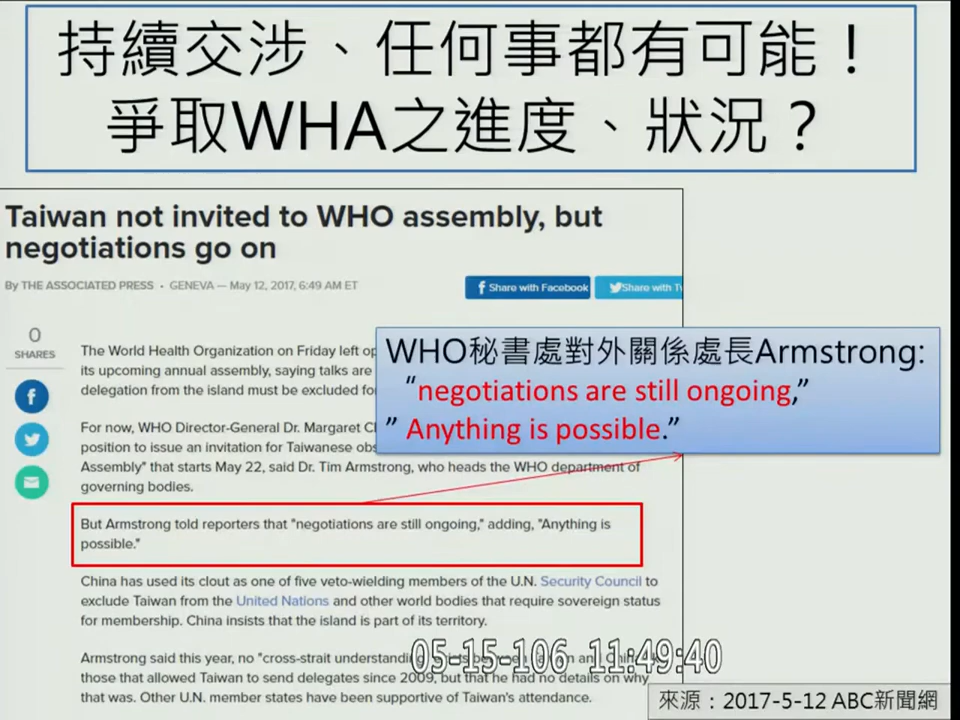 持續交涉、任何事都有可能！
爭取WHA之進度、狀況？
Taiwan not invited to WHO assembly, but
negotiations go on
By THE ASSOCIATED PRESS • GENEVA — May 12, 2017, 6:49 AM ET
Share with Facebook
Share with
0
SHARES
The World Health Organization on Friday left
its upcoming annual assembly, saying talks are
delegation from the island must be excluded
WHO秘書處對外關係處長Armstrong:
“negotiations are still ongoing,”
” Anything is possible.”
For now, WHO Director-General Dr. Margaret
position to issue an invitation for Taiwanese
Assembly" that starts May 22, said Dr. Tim Armstrong, who heads the WHO department of
governing bodies.
But Armstrong told reporters that "negotiations are still ongoing," adding, "Anything is
possible."
China has used its clout as one of five veto-wielding members of the U.N. Security Council to
exclude Taiwan from the United Nations and other world bodies that require sovereign status
for membership. China insists that the island is part of its territory.
05-15-106 11:49:40
Armstrong said this year, no "cross-strait understanding
those that allowed Taiwan to send delegates since 2009, but that he had no details on why
that was. Other U.N. member states have been supportive of Taiwan's attendance.
來源：2017-5-12 ABC新聞網